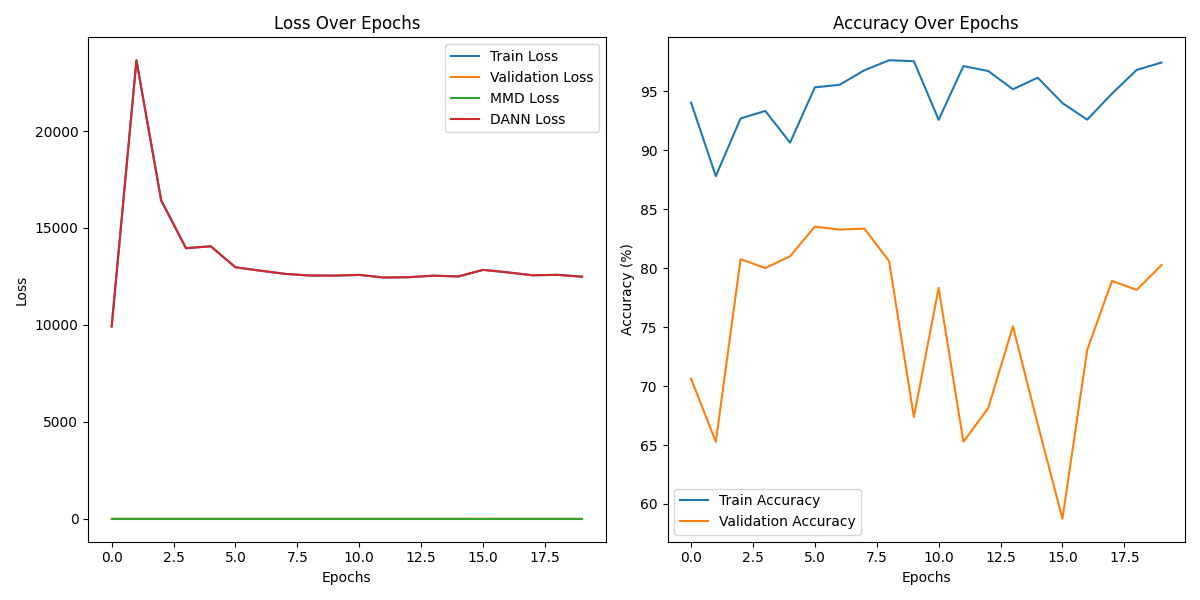 Loss Over Epochs
Loss
20000
15000
10000
5000
0
0.0 2.5 5.0 7.5 10.0 12.5 15.0 17.5
Epochs
Train Loss
Validation Loss
MMD Loss
DANN Loss
Accuracy Over Epochs
Accuracy (%)
95
90
85
80
75
70
65
60
0.0 2.5 5.0 7.5 10.0 12.5 15.0 17.5
Epochs
Train Accuracy
Validation Accuracy